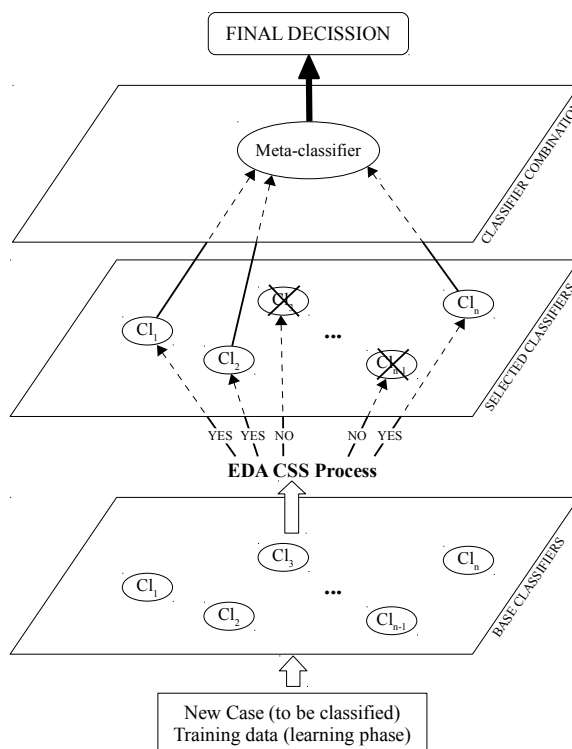 FINAL DECISSION
Meta-classifier
CLASSIFIER COMBINATION
Cl3
Cln
Cl1
...
Cl2
Cln-1
SELECTED CLASSIFIERS
YES YES NO NO YES
EDA CSS Process
Cl3
Cln
Cl1
...
Cl2
Cln-1
BASE CLASSIFIERS
New Case (to be classified)
Training data (learning phase)